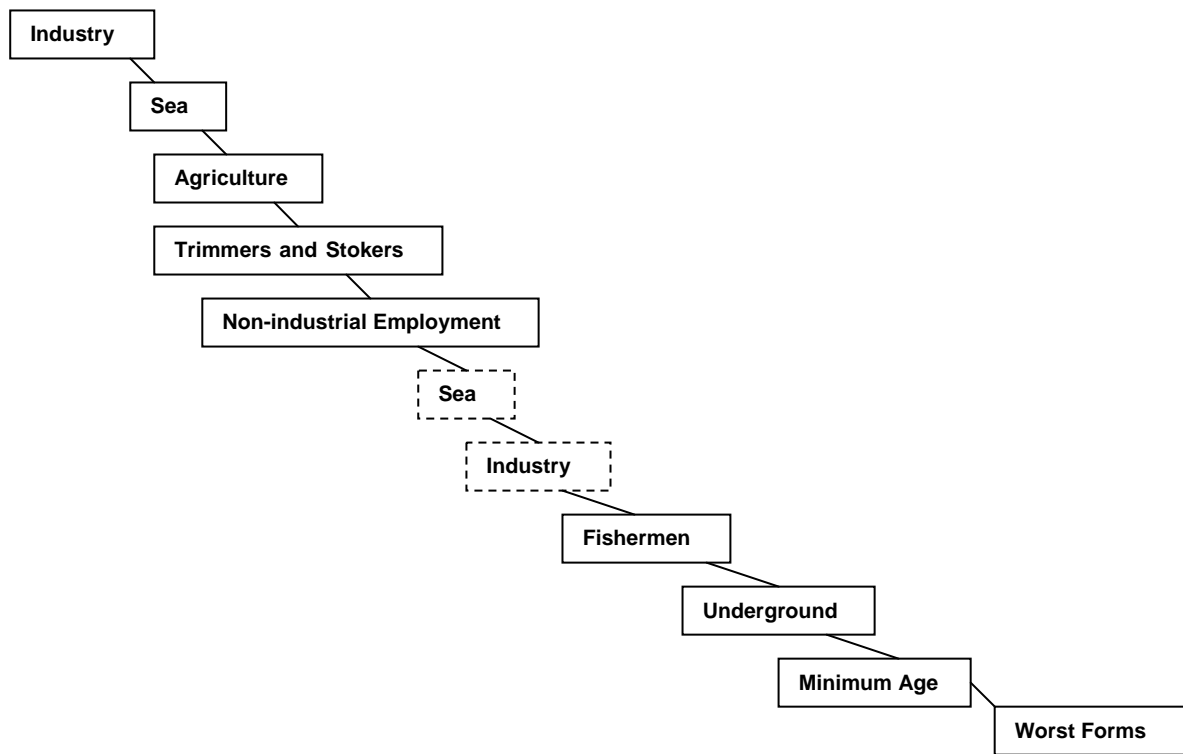 Industry
Sea
Agriculture
Trimmers and Stokers
Non-industrial Employment
Sea
Industry
Fishermen
Underground
Minimum Age
Worst Forms